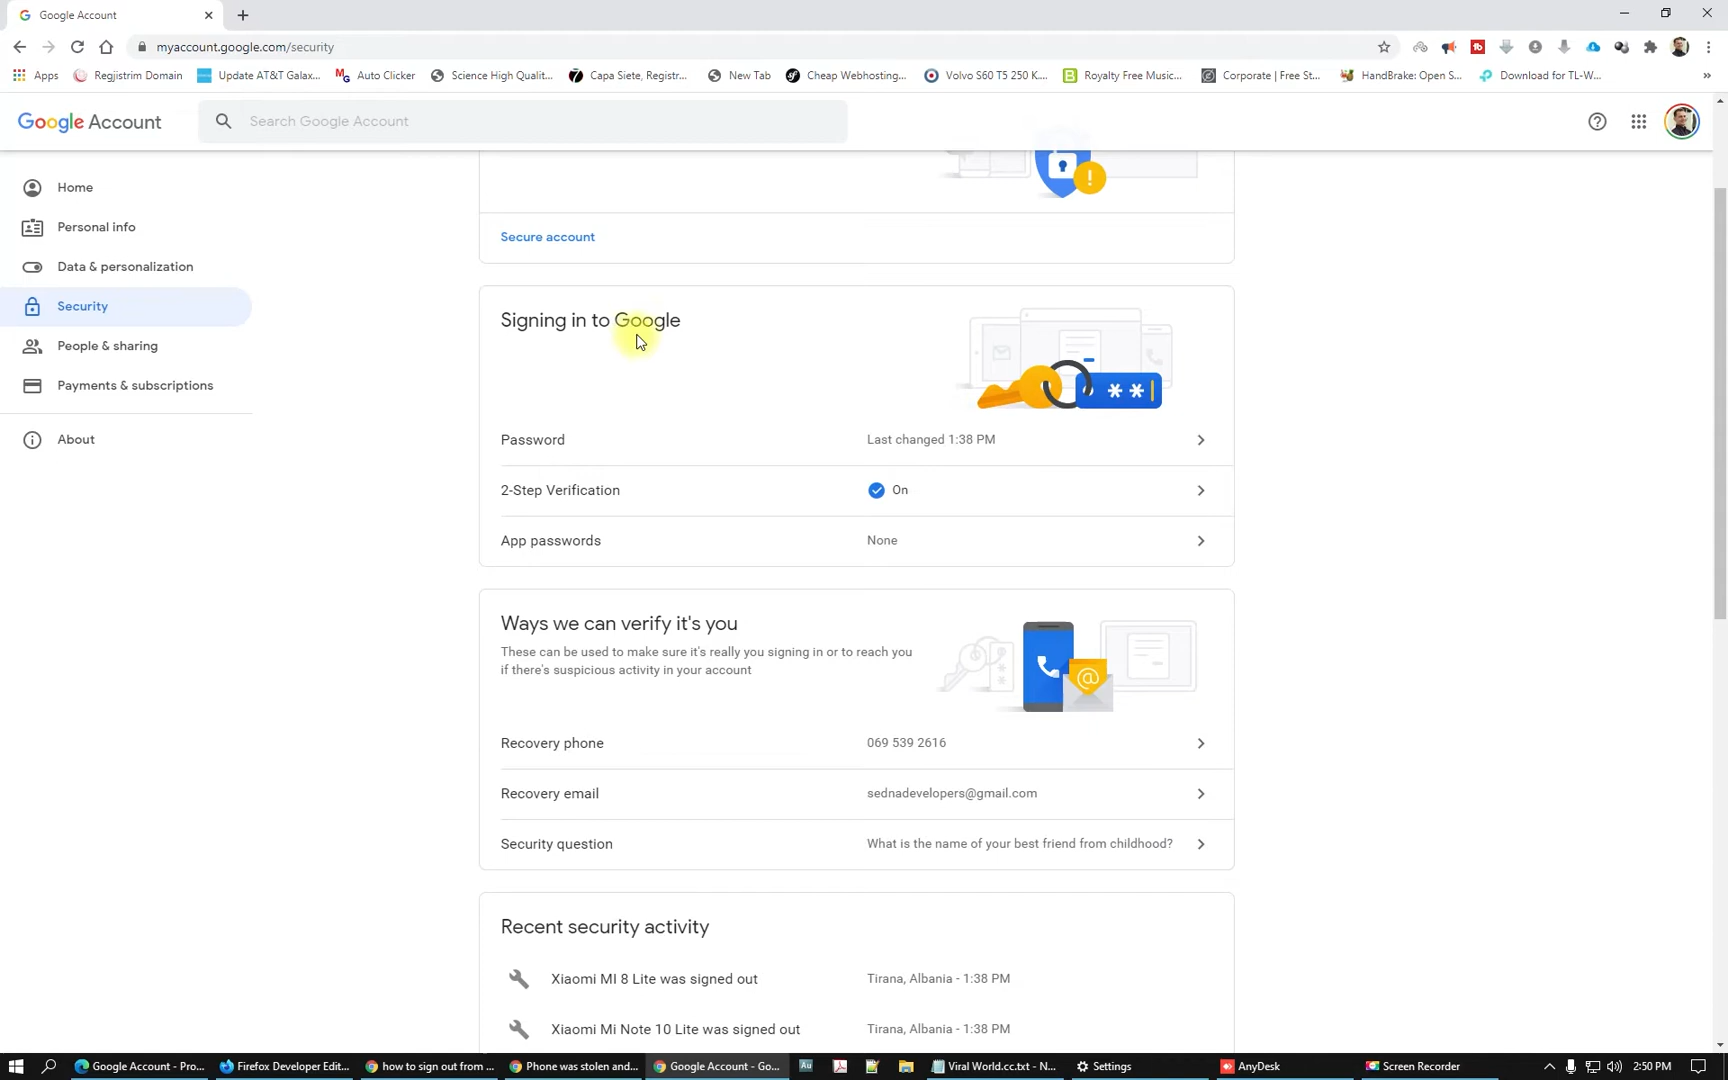 Google Account
myaccount.google.com/security
Apps
Regjistrim Domain
Update AT&T Galax...
Auto Clicker
Science High Qualit...
Capa Siete, Registr...
New Tab
Cheap Webhosting...
Volvo S60 T5 250 K....
Royalty Free Music...
Corporate | Free St...
HandBrake: Open S...
Download for TL-W...
»
Google Account
Search Google Account
Home
Personal info
Data & personalization
Security
People & sharing
Payments & subscriptions
About
Secure account
Signing in to Google
Password
Last changed 1:38 PM
2-Step Verification
On
App passwords
None
Ways we can verify it's you
These can be used to make sure it's really you signing in or to reach you
if there's suspicious activity in your account
Recovery phone
069 539 2616
Recovery email
sednadevelopers@gmail.com
Security question
What is the name of your best friend from childhood?
Recent security activity
Xiaomi MI 8 Lite was signed out
Tirana, Albania - 1:38 PM
Xiaomi Mi Note 10 Lite was signed out
Tirana, Albania - 1:38 PM
Google Account - Pro...
Firefox Developer Edit...
how to sign out from ...
Phone was stolen and...
Google Account - Go...
Viral World.cc.txt - N...
Settings
AnyDesk
Screen Recorder
2:50 PM